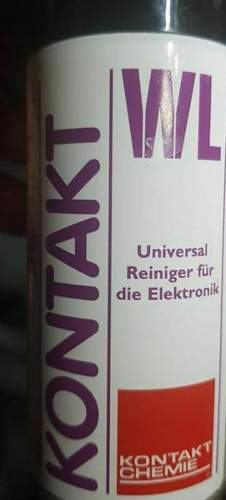 KONTAKT
WL
Universal
Reiniger für
die Elektronik
KONTAKT
CHEMIE